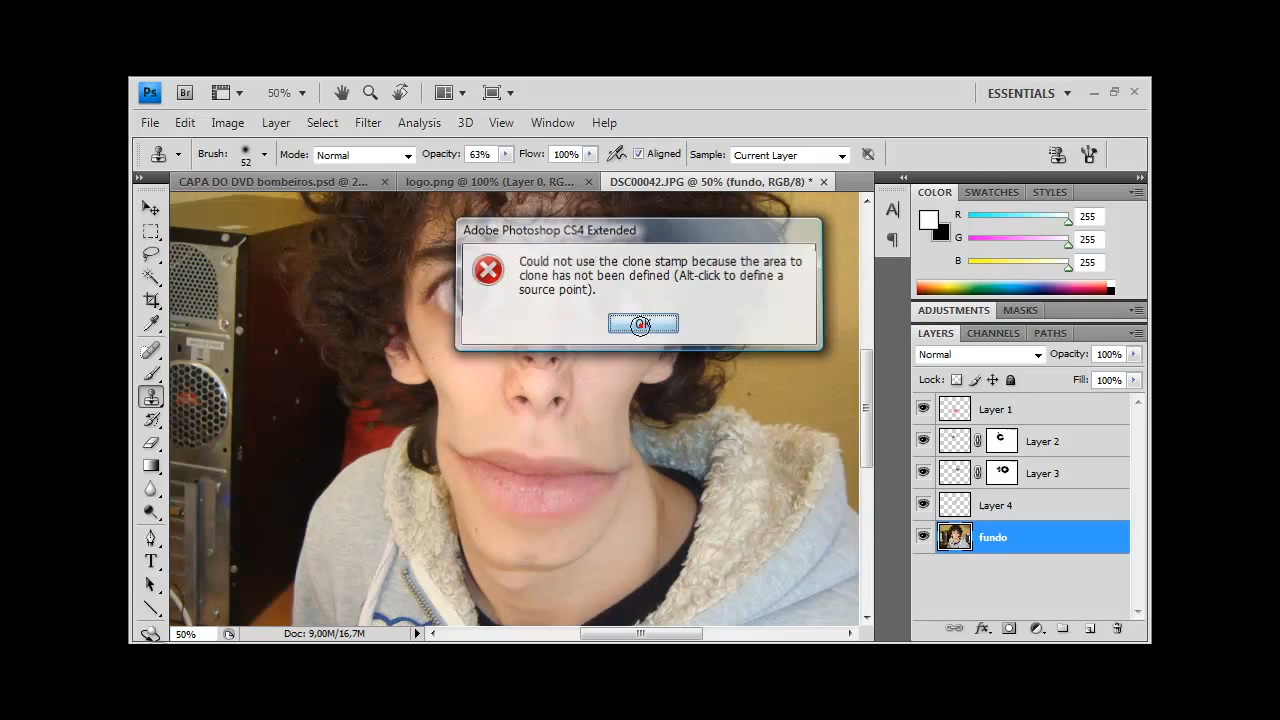 Ps Br 50% ESSENTIALS
File Edit Image Layer Select Filter Analysis 3D View Window Help
Brush: 52 Mode: Normal Opacity: 63% Flow: 100% Aligned Sample: Current Layer
CAPA DO DVD bombeiros.psd @ 2... logo.png @ 100% (Layer 0, RG... DSC00042.JPG @ 50% (fundo, RGB/8) *
COLOR SWATCHES STYLES
R 255
G 255
B 255
Adobe Photoshop CS4 Extended
Could not use the clone stamp because the area to
clone has not been defined (Alt-click to define a
source point).
OK
ADJUSTMENTS MASKS
LAYERS CHANNELS PATHS
Normal Opacity: 100%
Lock: Fill: 100%
Layer 1
Layer 2
Layer 3
Layer 4
fundo
50% Doc: 9,00M/16,7M